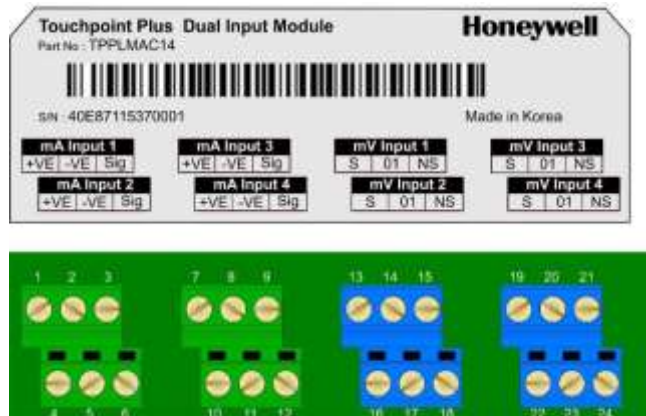 Touchpoint Plus Dual Input Module
Honeywell
Part No : TPPLMAC14
S/N 40E87115370001
Made in Korea
mA Input 1 mA Input 3 mV Input 1 mV Input 3
+VE -VE Sig +VE -VE Sig S 01 NS S 01 NS
mA Input 2 mA Input 4 mV Input 2 mV Input 4
+VE -VE Sig +VE -VE Sig S 01 NS S 01 NS
1 2 3 7 8 9 13 14 15 19 20 21
4 5 6 10 11 12 16 17 18 24